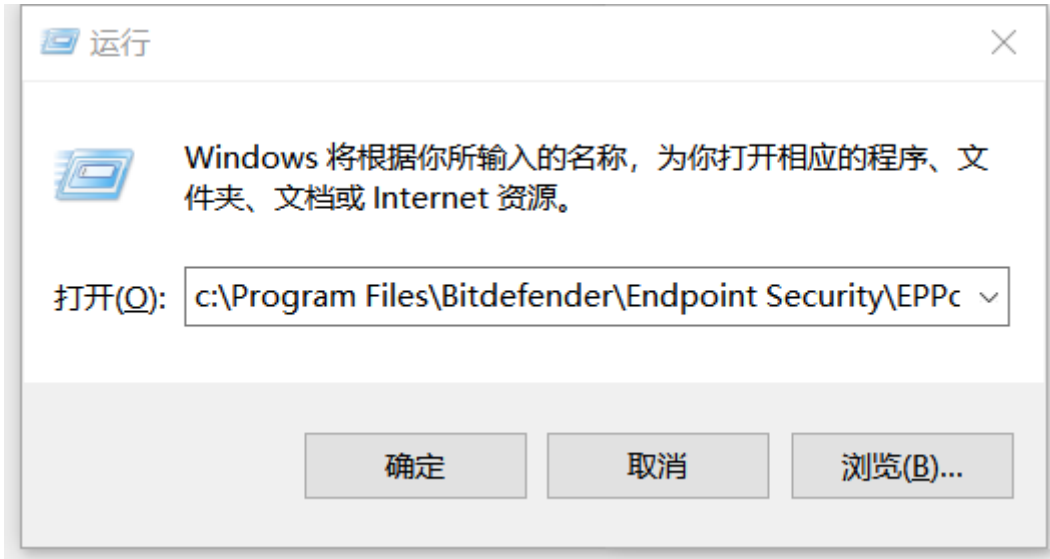 运行
Windows 将根据你所输入的名称，为你打开相应的程序、文
件夹、文档或 Internet 资源。
打开(O): c:\Program Files\Bitdefender\Endpoint Security\EPPc
确定 取消 浏览(B)...